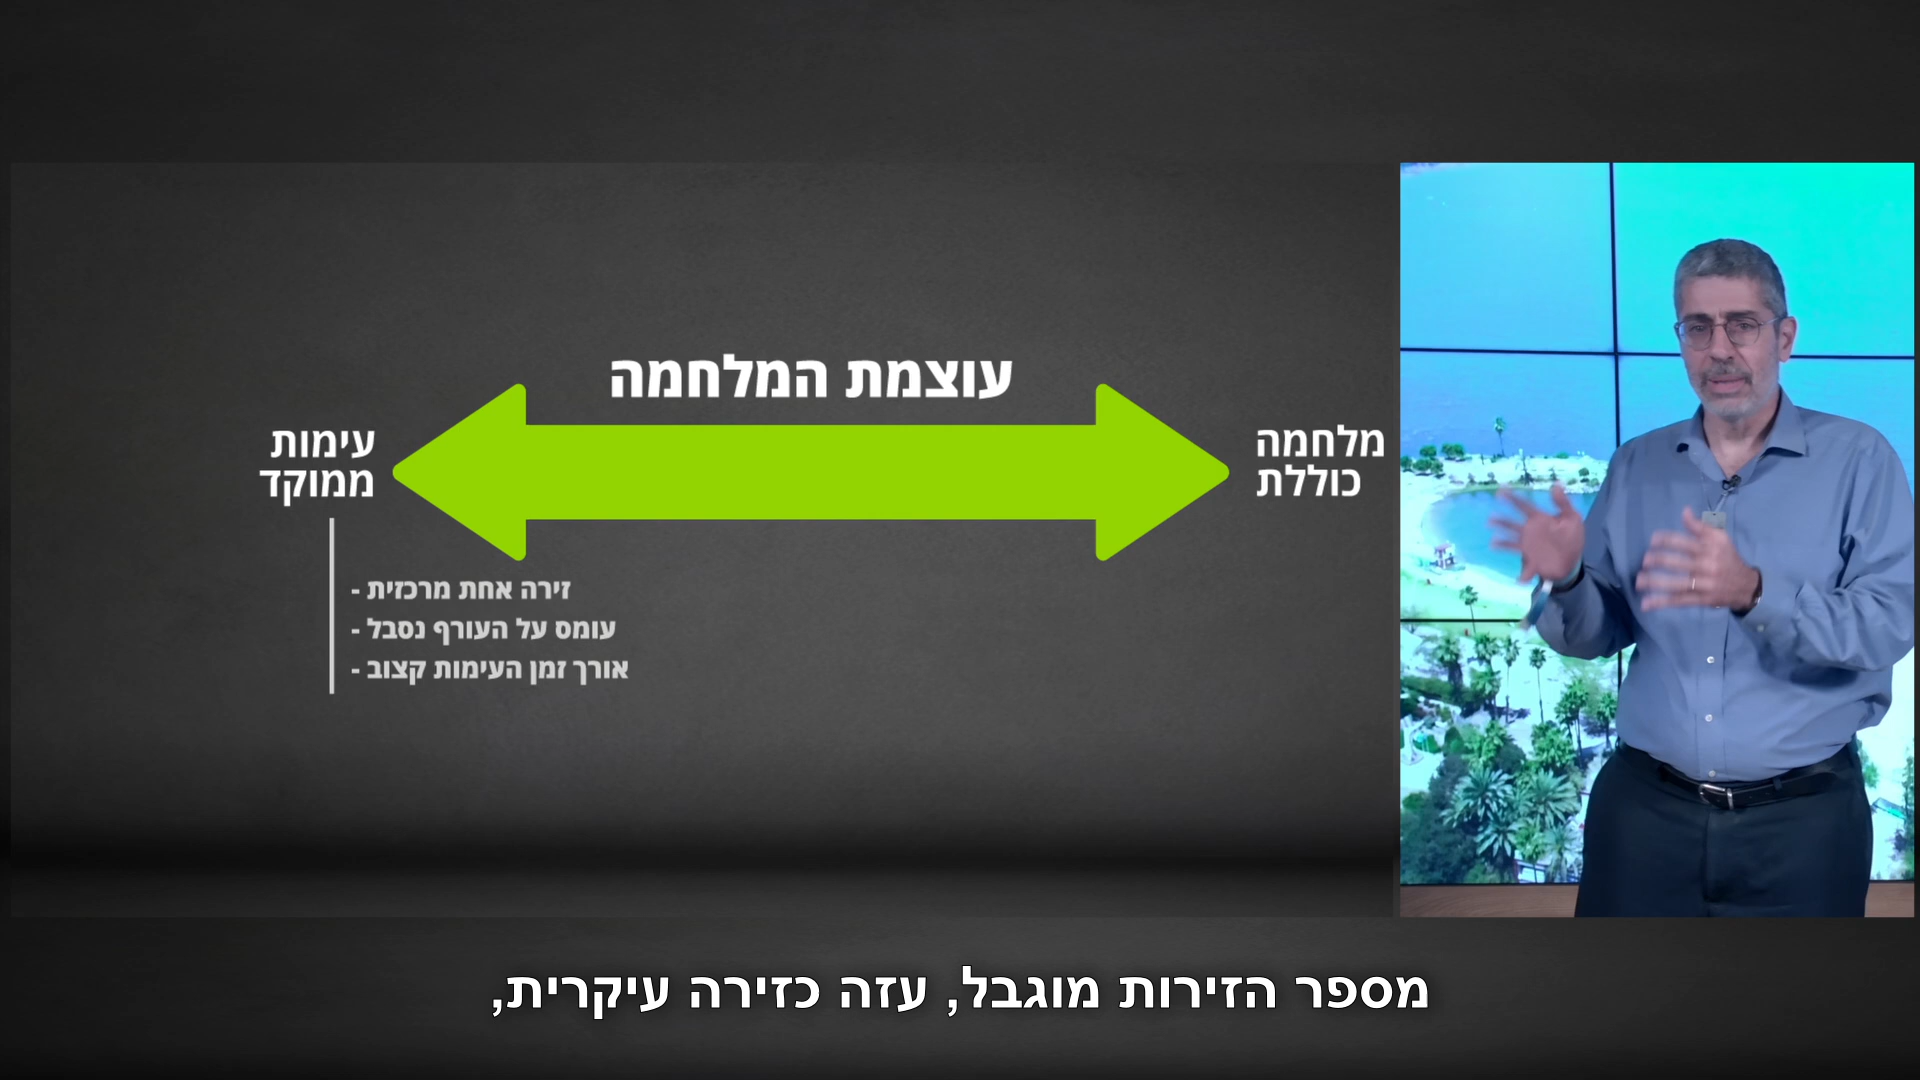 עוצמת המלחמה
מלחמה
כוללת
עימות
ממוקד
זירה אחת מרכזית -
עומס על העורף נסבל -
אורך זמן העימות קצוב -
מספר הזירות מוגבל, עזה כזירה עיקרית,